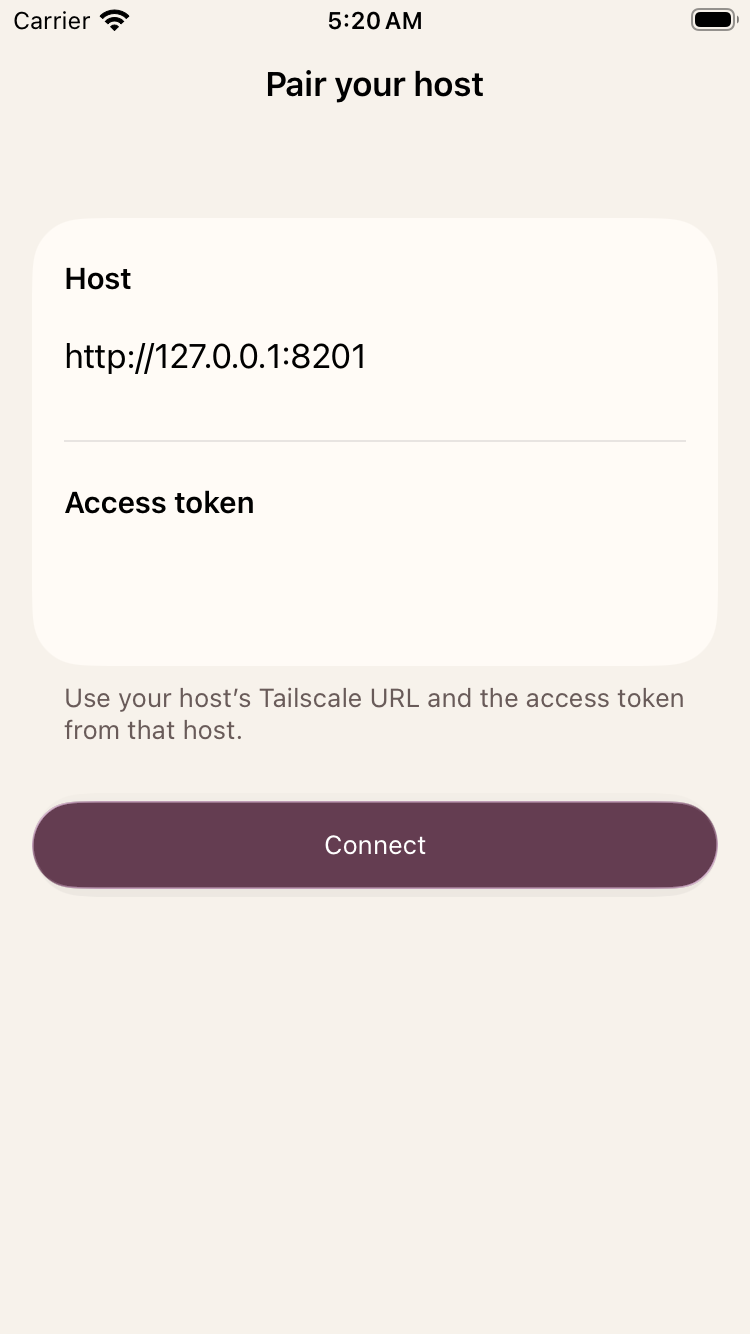 Carrier
5:20 AM
Pair your host
Host
http://127.0.0.1:8201
Access token
Use your host’s Tailscale URL and the access token
from that host.
Connect